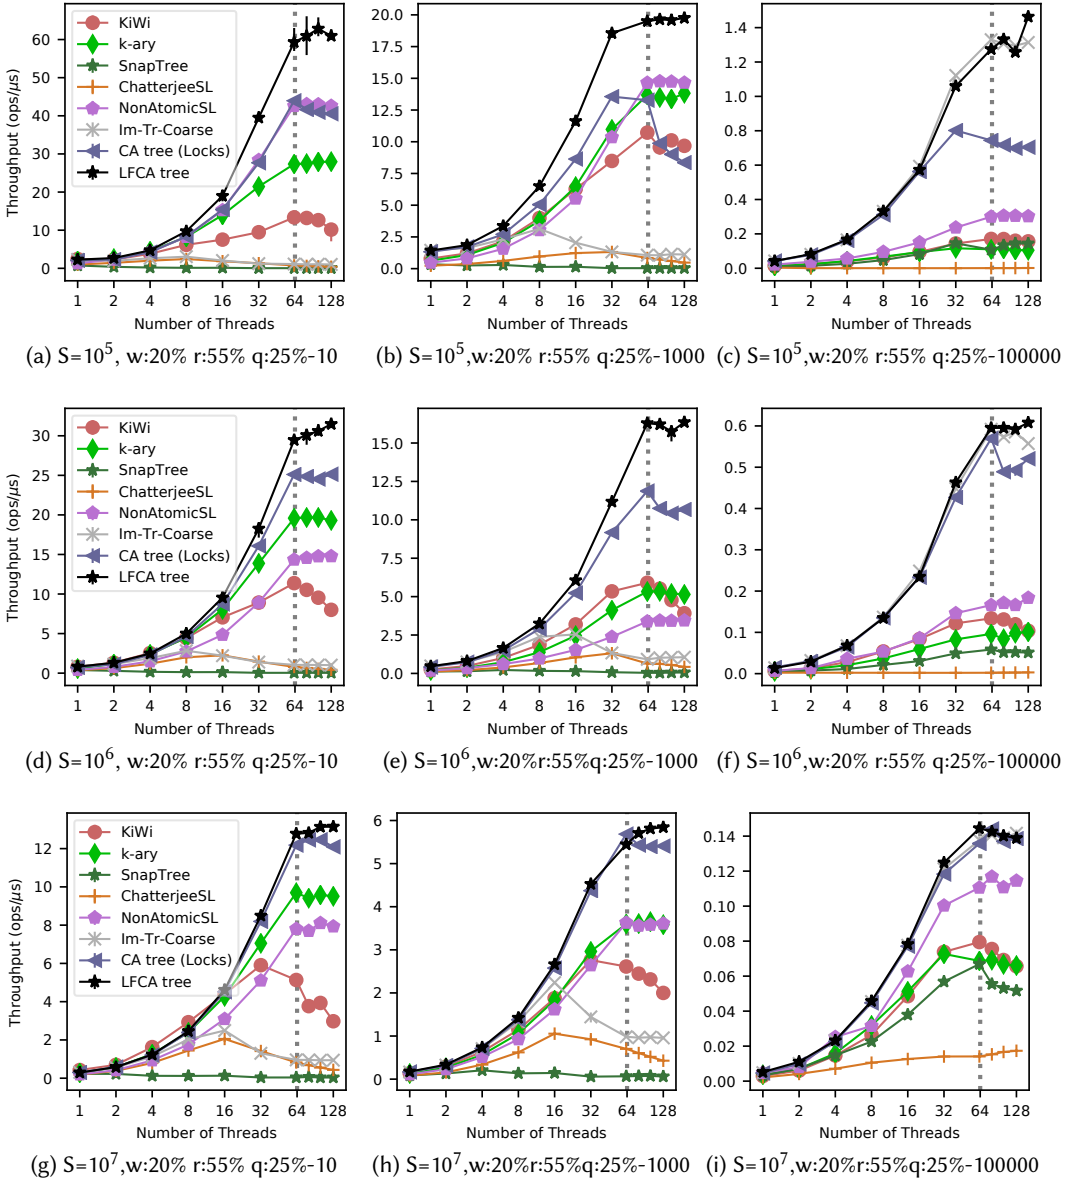 KiWi
k-ary
SnapTree
ChatterjeeSL
NonAtomicSL
Im-Tr-Coarse
CA tree (Locks)
LFCA tree
Throughput (ops/μs)
60
50
40
30
20
10
0
1 2 4 8 16 32 64 128
Number of Threads
(a) S=10^5, w:20% r:55% q:25%-10
20.0
17.5
15.0
12.5
10.0
7.5
5.0
2.5
0.0
1 2 4 8 16 32 64 128
Number of Threads
(b) S=10^5,w:20% r:55% q:25%-1000
1.4
1.2
1.0
0.8
0.6
0.4
0.2
0.0
1 2 4 8 16 32 64 128
Number of Threads
(c) S=10^5,w:20% r:55% q:25%-100000
KiWi
k-ary
SnapTree
ChatterjeeSL
NonAtomicSL
Im-Tr-Coarse
CA tree (Locks)
LFCA tree
Throughput (ops/μs)
30
25
20
15
10
5
0
1 2 4 8 16 32 64 128
Number of Threads
(d) S=10^6, w:20% r:55% q:25%-10
15.0
12.5
10.0
7.5
5.0
2.5
0.0
1 2 4 8 16 32 64 128
Number of Threads
(e) S=10^6,w:20%r:55%q:25%-1000
0.6
0.5
0.4
0.3
0.2
0.1
0.0
1 2 4 8 16 32 64 128
Number of Threads
(f) S=10^6,w:20% r:55% q:25%-100000
KiWi
k-ary
SnapTree
ChatterjeeSL
NonAtomicSL
Im-Tr-Coarse
CA tree (Locks)
LFCA tree
Throughput (ops/μs)
12
10
8
6
4
2
0
1 2 4 8 16 32 64 128
Number of Threads
(g) S=10^7,w:20% r:55% q:25%-10
6
5
4
3
2
1
0
1 2 4 8 16 32 64 128
Number of Threads
(h) S=10^7,w:20%r:55%q:25%-1000
0.14
0.12
0.10
0.08
0.06
0.04
0.02
0.00
1 2 4 8 16 32 64 128
Number of Threads
(i) S=10^7,w:20%r:55%q:25%-100000